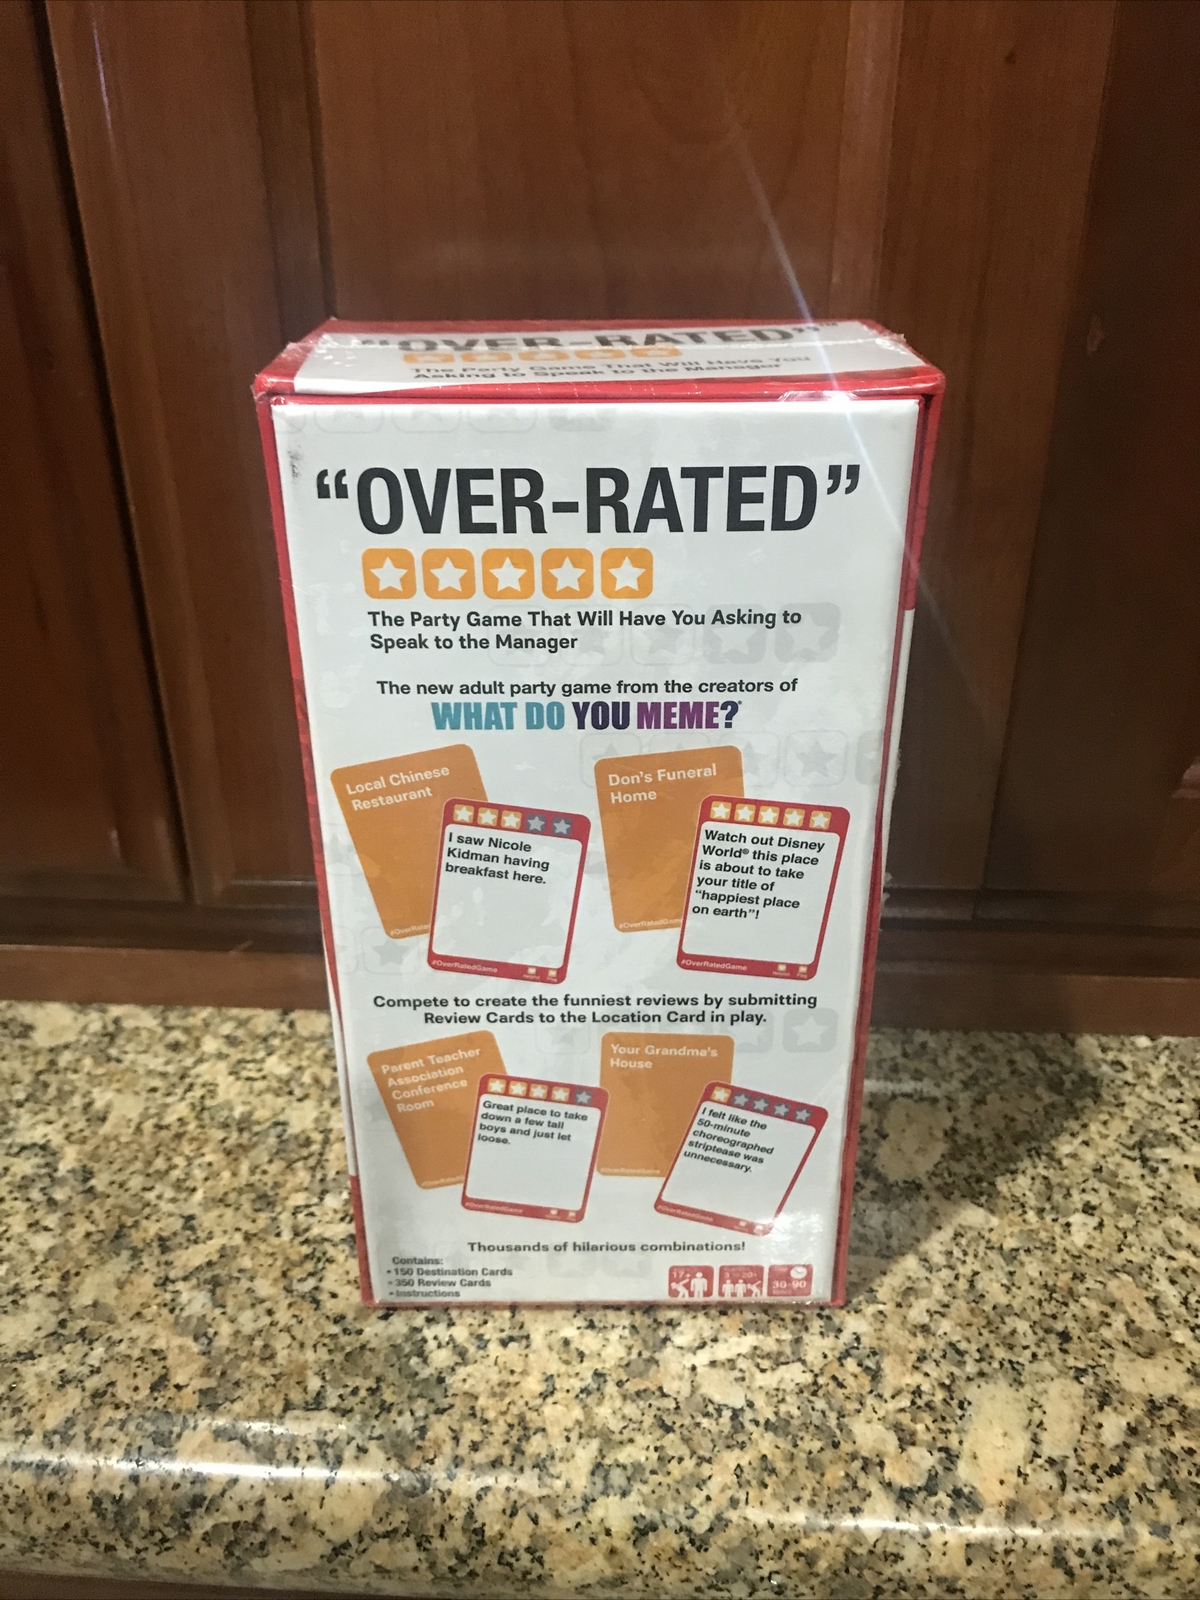 "OVER-RATED"™
The Party Game That Will Have You
Asking to Speak to the Manager
"OVER-RATED"
The Party Game That Will Have You Asking to
Speak to the Manager
The new adult party game from the creators of
WHAT DO YOU MEME?
Local Chinese
Restaurant
I saw Nicole
Kidman having
breakfast here.
#OverRatedGame
Don's Funeral
Home
#OverRatedGam
Watch out Disney
World® this place
is about to take
your title of
"happiest place
on earth"!
#OverRatedGame
Compete to create the funniest reviews by submitting
Review Cards to the Location Card in play.
Parent Teacher
Association
Conference
Room
Great place to take
down a few tall
boys and just let
loose.
#OverRatedGame
Your Grandma's
House
#OverRatedGame
I felt like the
50-minute
choreographed
striptease was
unnecessary.
#OverRatedGame
Thousands of hilarious combinations!
Contains:
• 150 Destination Cards
• 350 Review Cards
• Instructions
17+
3 - 20+
30-90